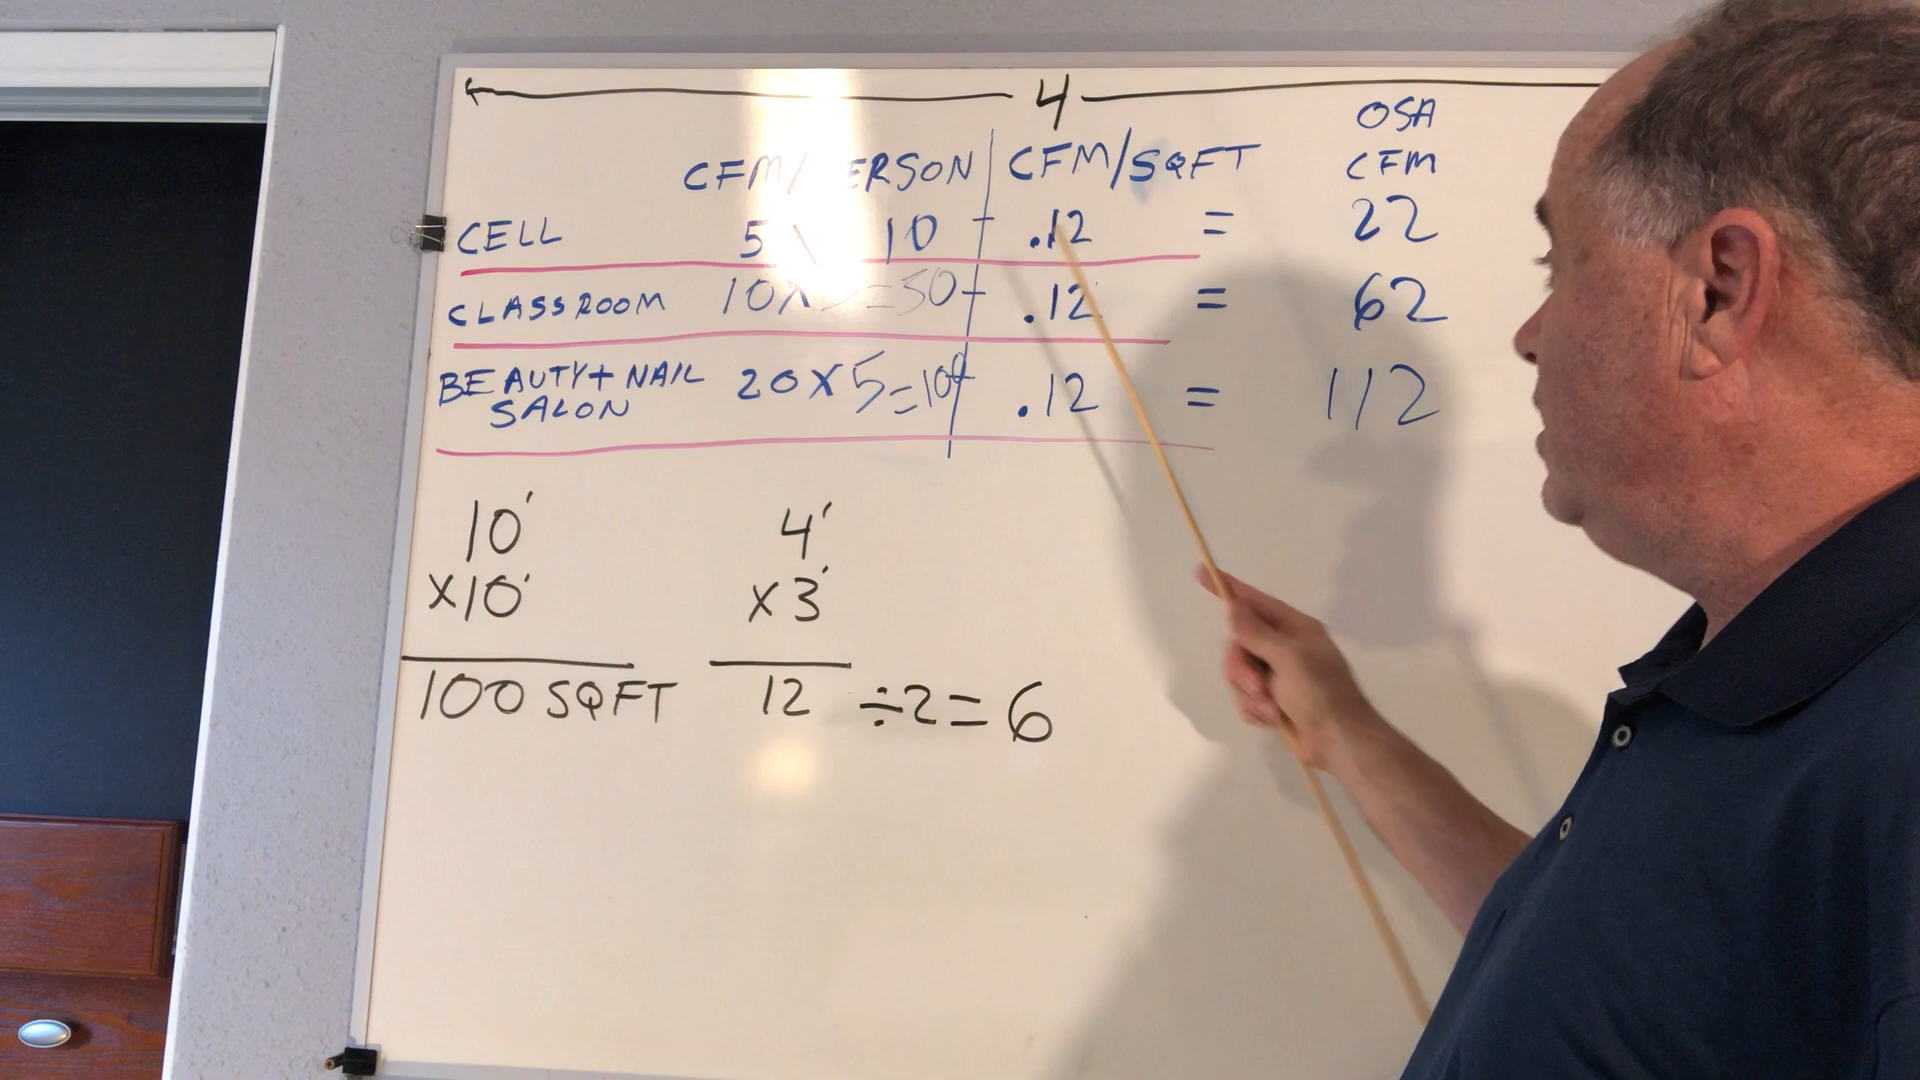 4
OSA
CFM/ ERSON CFM/SQFT CFM
CELL 5 10 + .12 = 22
CLASSROOM 10X5=50+ .12 = 62
BEAUTY+NAIL SALON 20X5=100+ .12 = 112
10' 4'
X10' X3'
100 SQFT 12 ÷2=6